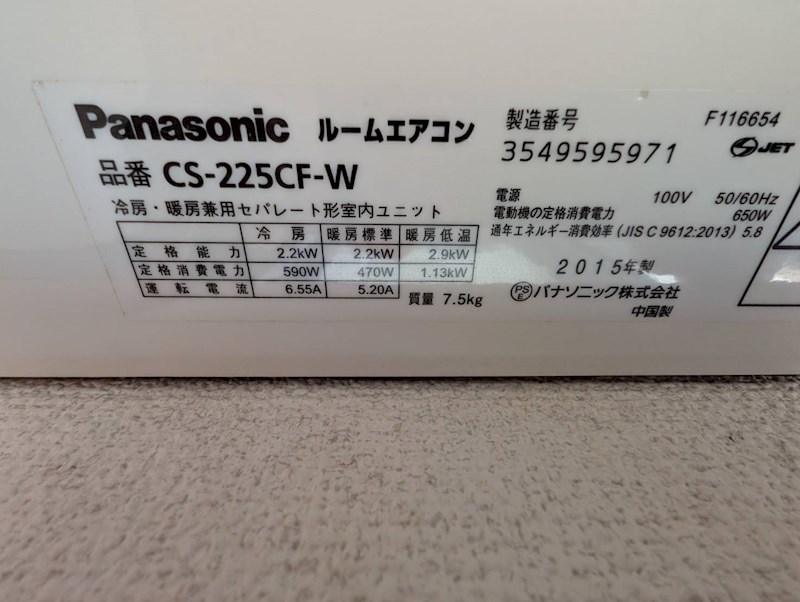 Panasonic ルームエアコン
品番 CS-225CF-W
冷房・暖房兼用セパレート形室内ユニット
冷房 暖房標準 暖房低温
定格能力 2.2kW 2.2kW 2.9kW
定格消費電力 590W 470W 1.13kW
運転電流 6.55A 5.20A
質量 7.5kg
製造番号 F116654
3549595971
JET
電源 100V 50/60Hz
電動機の定格消費電力 650W
通年エネルギー消費効率 (JIS C 9612:2013) 5.8
2015年製
PSE パナソニック株式会社
中国製